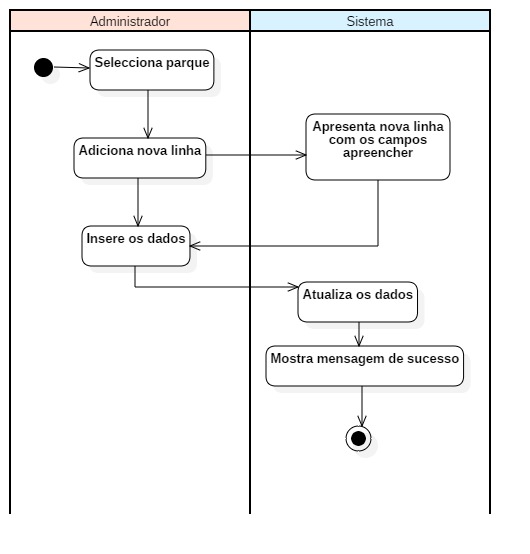 Administrador
Sistema
Selecciona parque
Adiciona nova linha
Apresenta nova linha
com os campos
apreencher
Insere os dados
Atualiza os dados
Mostra mensagem de sucesso